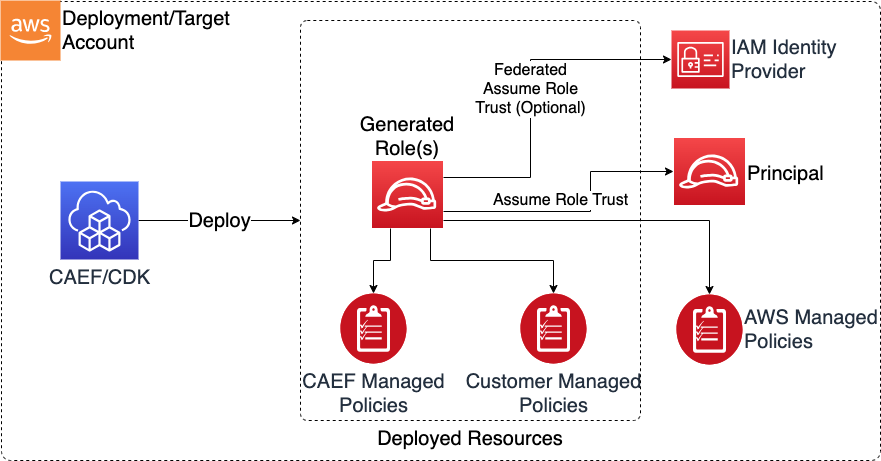 aws
Deployment/Target
Account
Federated
Assume Role
Trust (Optional)
IAM Identity
Provider
Generated
Role(s)
Principal
Assume Role Trust
Deploy
CAEF/CDK
AWS Managed
Policies
CAEF Managed
Policies
Customer Managed
Policies
Deployed Resources